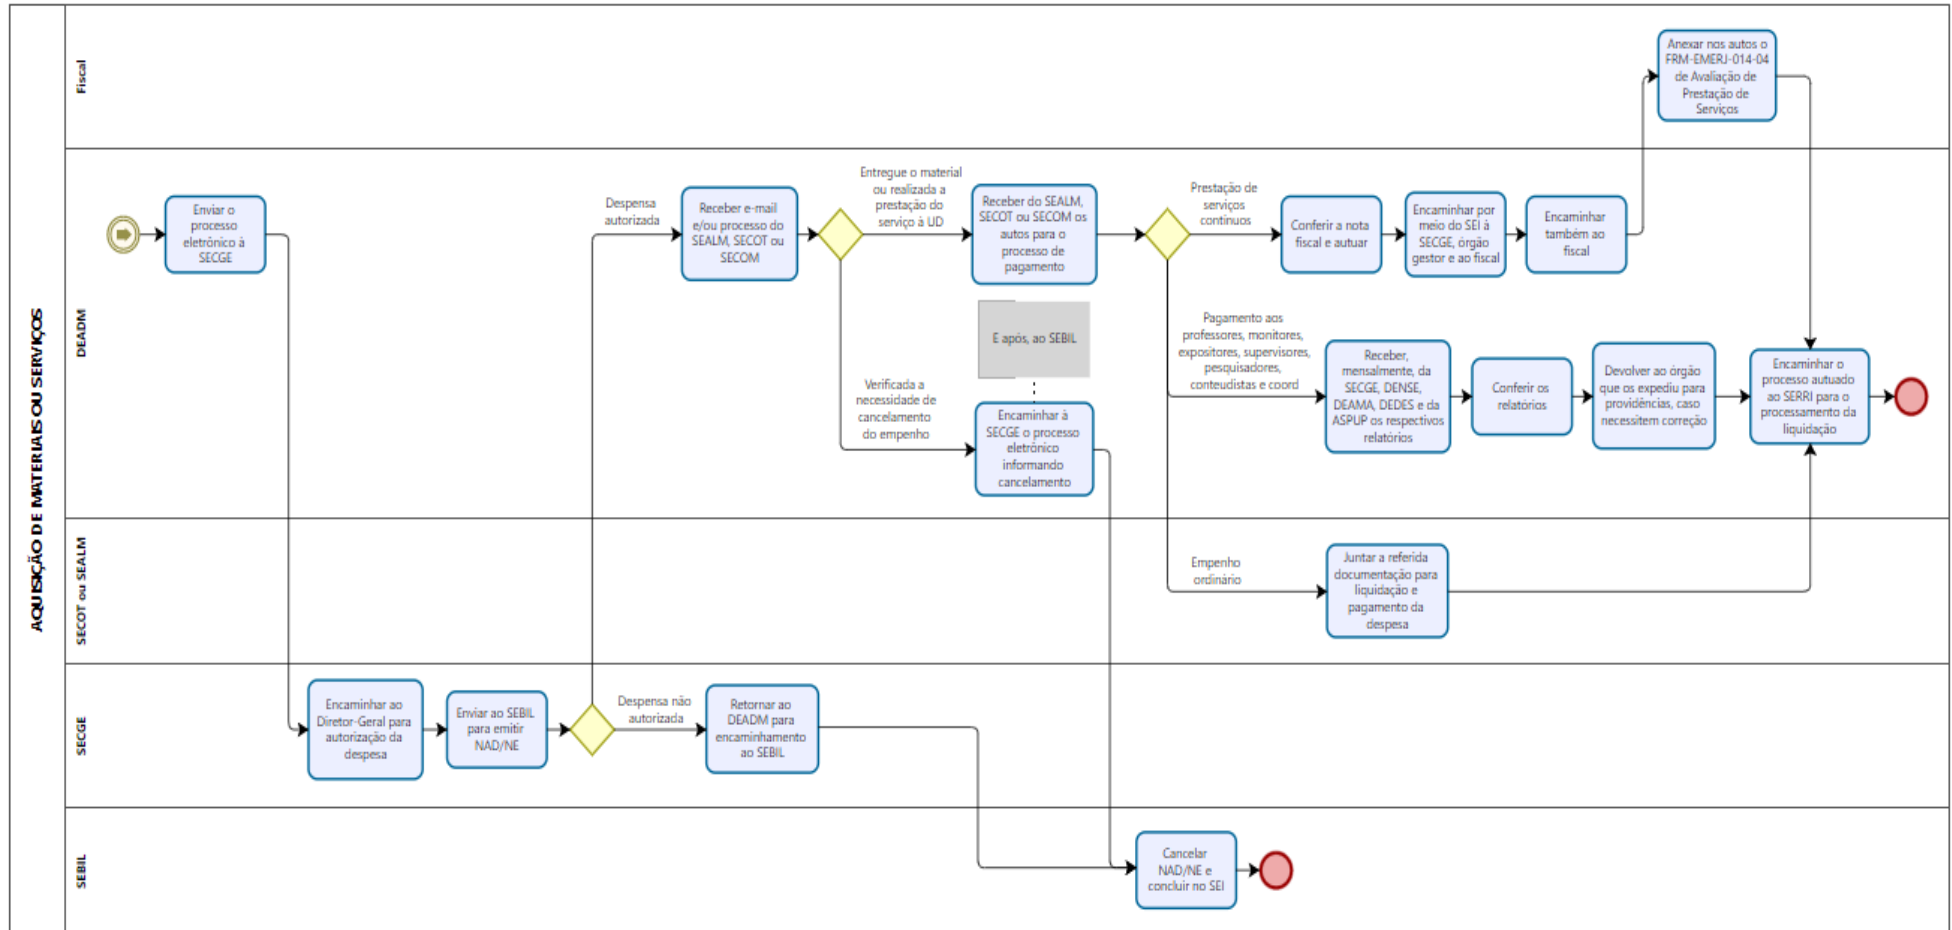 AQUISIÇÃO DE MATERIAIS OU SERVIÇOS
Fiscal
Anexar nos autos o
FRM-EMERJ-014-04
de Avaliação de
Prestação de
Serviços
DEADM
Enviar o
processo
eletrônico à
SECGE
Despensa
autorizada
Receber e-mail
e/ou processo do
SEALM, SECOT ou
SECOM
Entregue o material
ou realizada a
prestação do
serviço à UD
Receber do SEALM,
SECOT ou SECOM os
autos para o
processo de
pagamento
Prestação de
serviços
contínuos
Conferir a nota
fiscal e autuar
Encaminhar por
meio do SEI à
SECGE, órgão
gestor e ao fiscal
Encaminhar
também ao
fiscal
E após, ao SEBIL
Verificada a
necessidade de
cancelamento
do empenho
Encaminhar à
SECGE o processo
eletrônico
informando
cancelamento
Pagamento aos
professores, monitores,
expositores, supervisores,
pesquisadores,
conteudistas e coord
Receber,
mensalmente, da
SECGE, DENSE,
DEAMA, DEDES e da
ASPUP os respectivos
relatórios
Conferir os
relatórios
Devolver ao órgão
que os expediu para
providências, caso
necessitem correção
Encaminhar o
processo autuado
ao SERRI para o
processamento da
liquidação
SECOT ou SEALM
Empenho
ordinário
Juntar a referida
documentação para
liquidação e
pagamento da
despesa
SECGE
Encaminhar ao
Diretor-Geral para
autorização da
despesa
Enviar ao SEBIL
para emitir
NAD/NE
Despensa não
autorizada
Retornar ao
DEADM para
encaminhamento
ao SEBIL
SEBIL
Cancelar
NAD/NE e
concluir no SEI